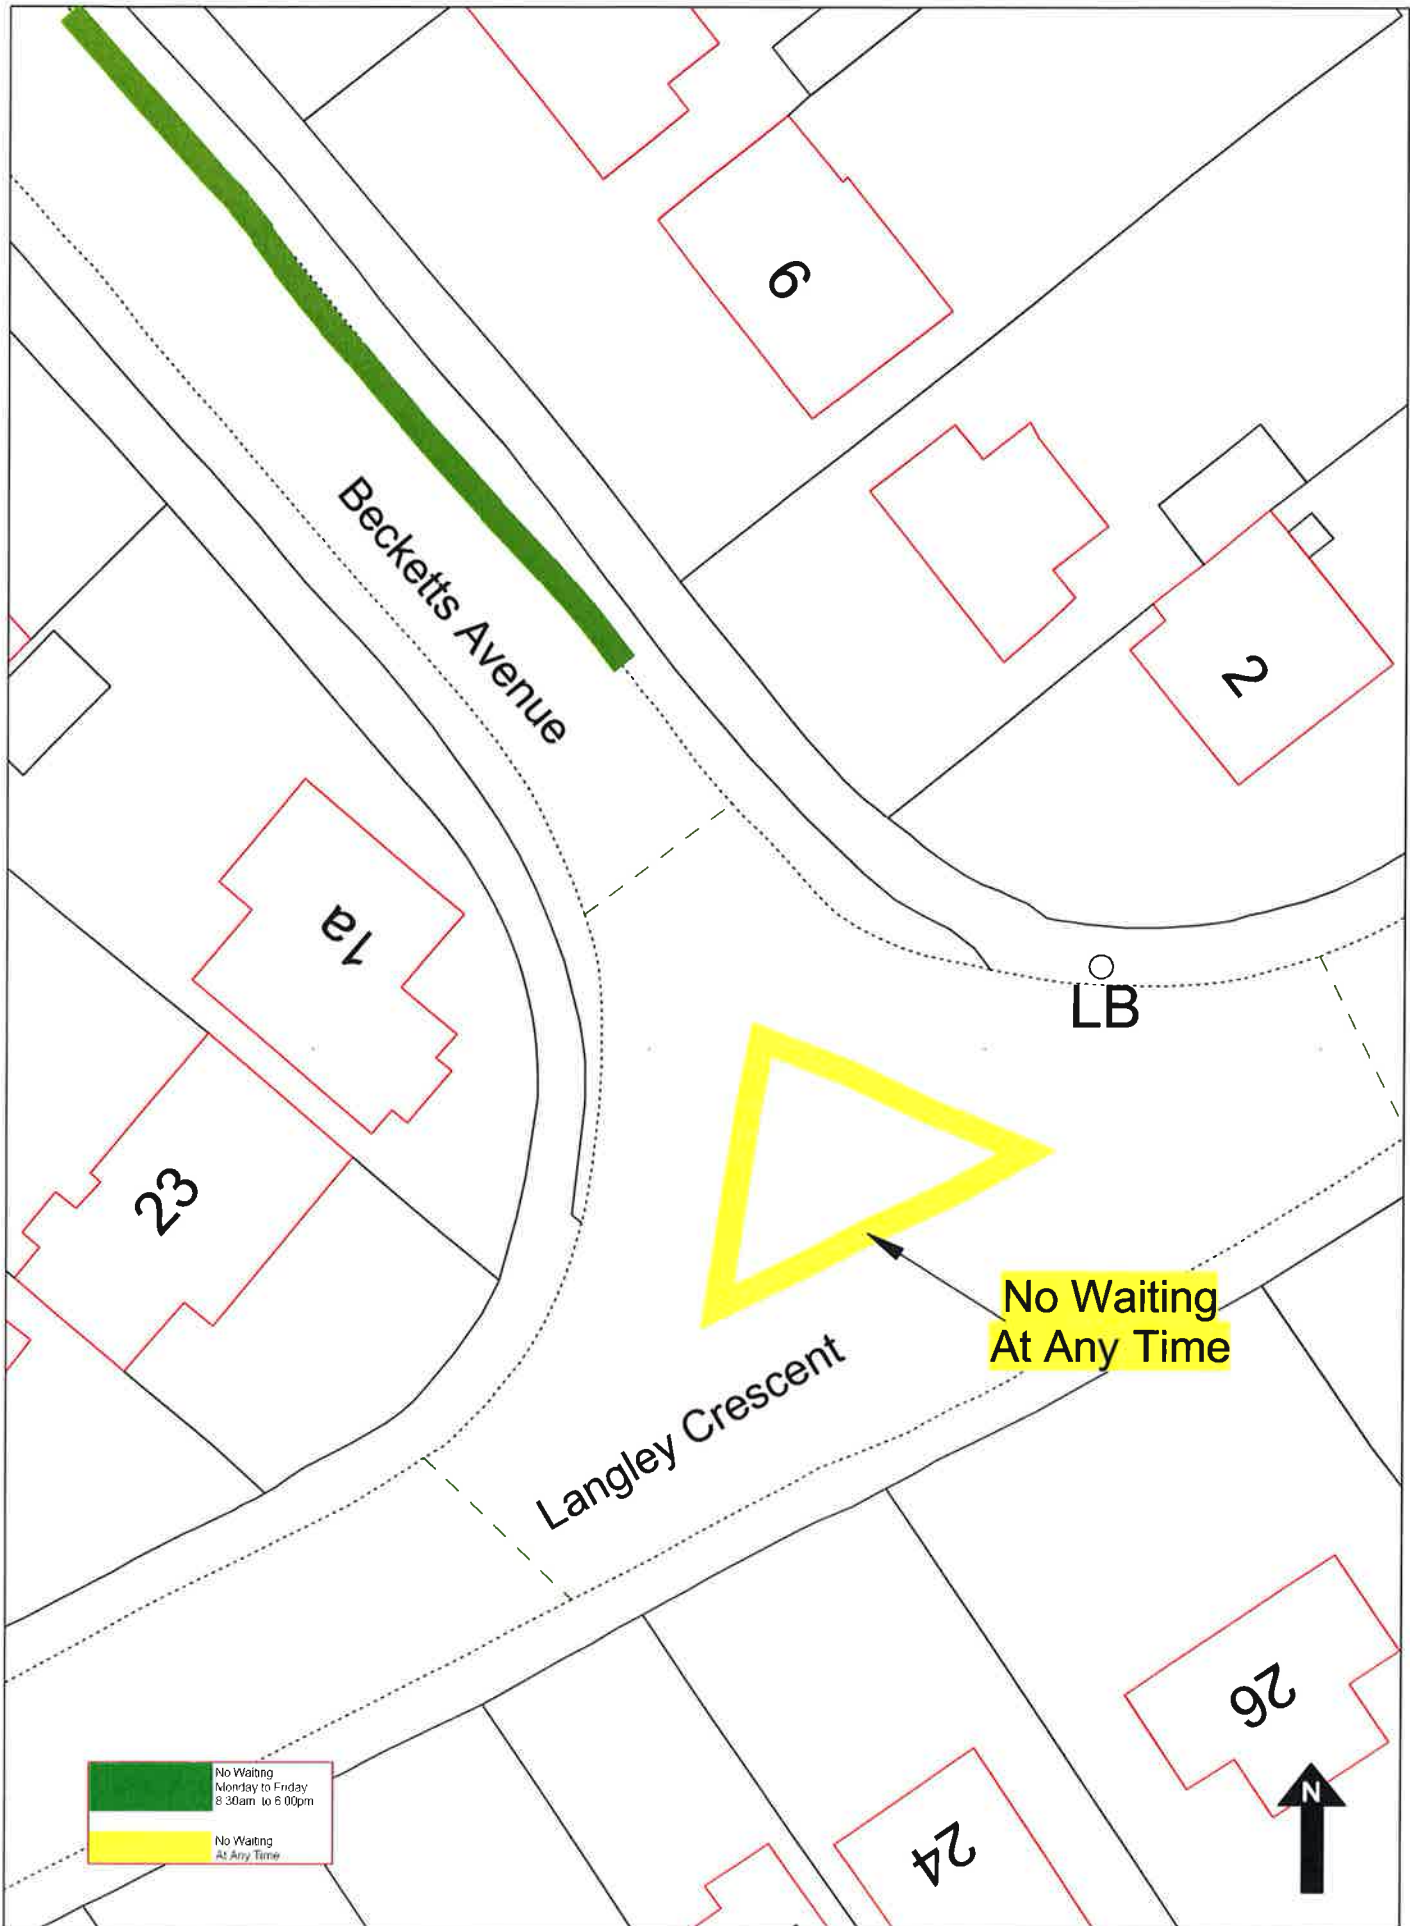 6
Becketts Avenue
2
1a
LB
23
No Waiting
At Any Time
Langley Crescent
26
No Waiting
Monday to Friday
8 30am to 6 00pm
No Waiting
At Any Time
N
24